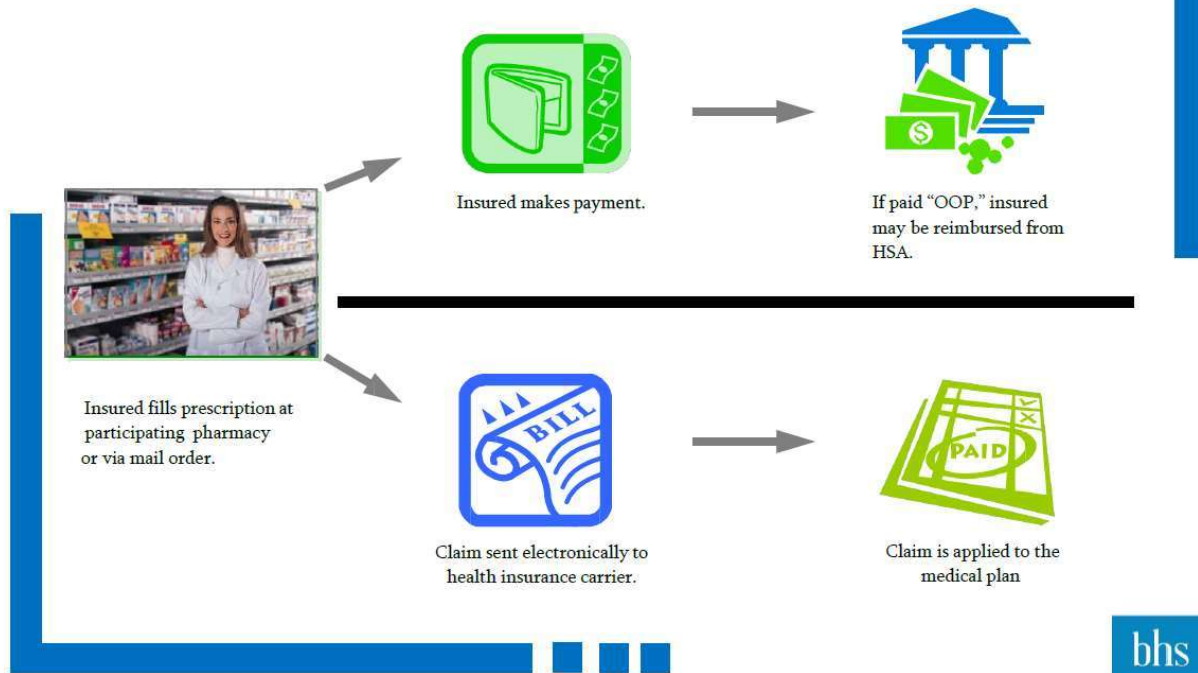 Insured makes payment.
If paid “OOP,” insured
may be reimbursed from
HSA.
Insured fills prescription at
participating pharmacy
or via mail order.
BILL
PAID
Claim sent electronically to
health insurance carrier.
Claim is applied to the
medical plan
bhs